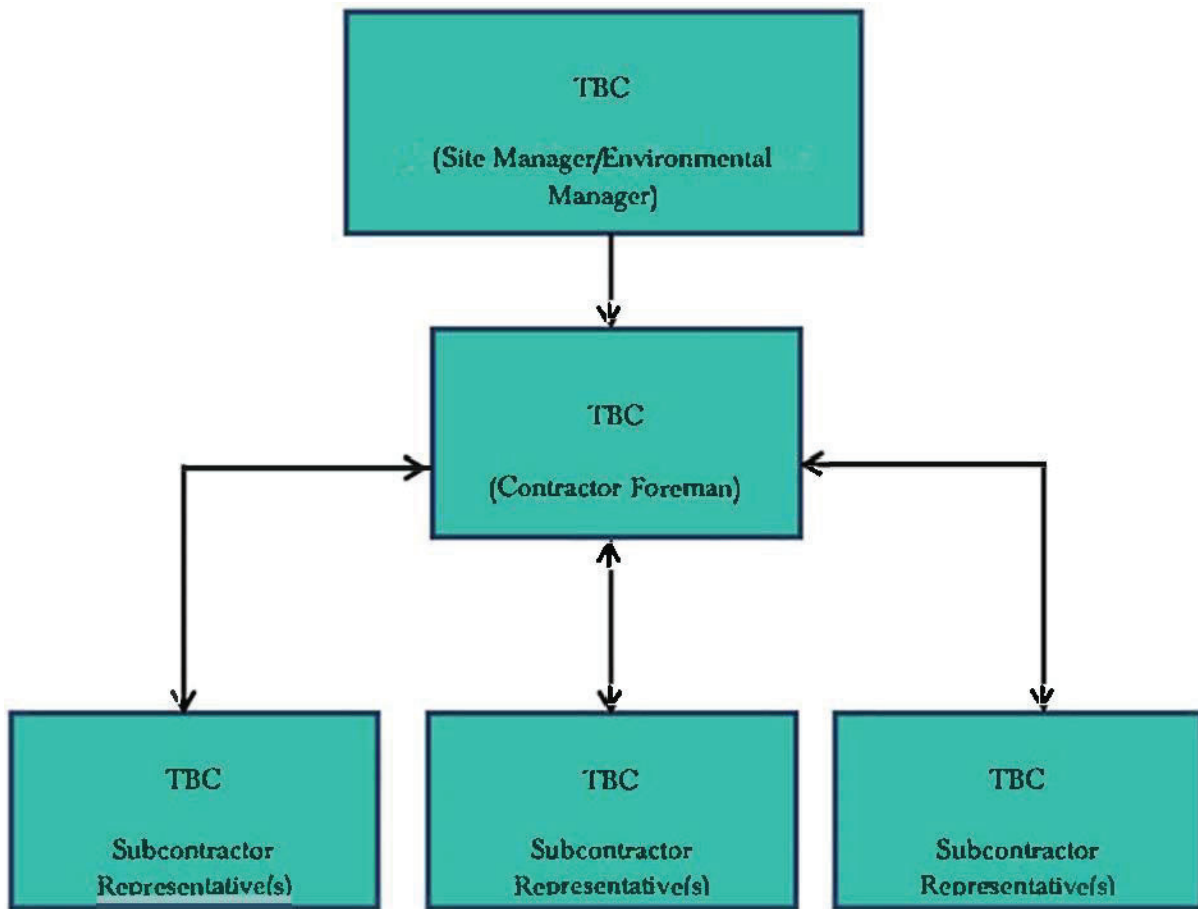 TBC
(Site Manager/Environmental
Manager)
TBC
(Contractor Foreman)
TBC
Subcontractor
Representative(s)
TBC
Subcontractor
Representative(s)
TBC
Subcontractor
Representative(s)